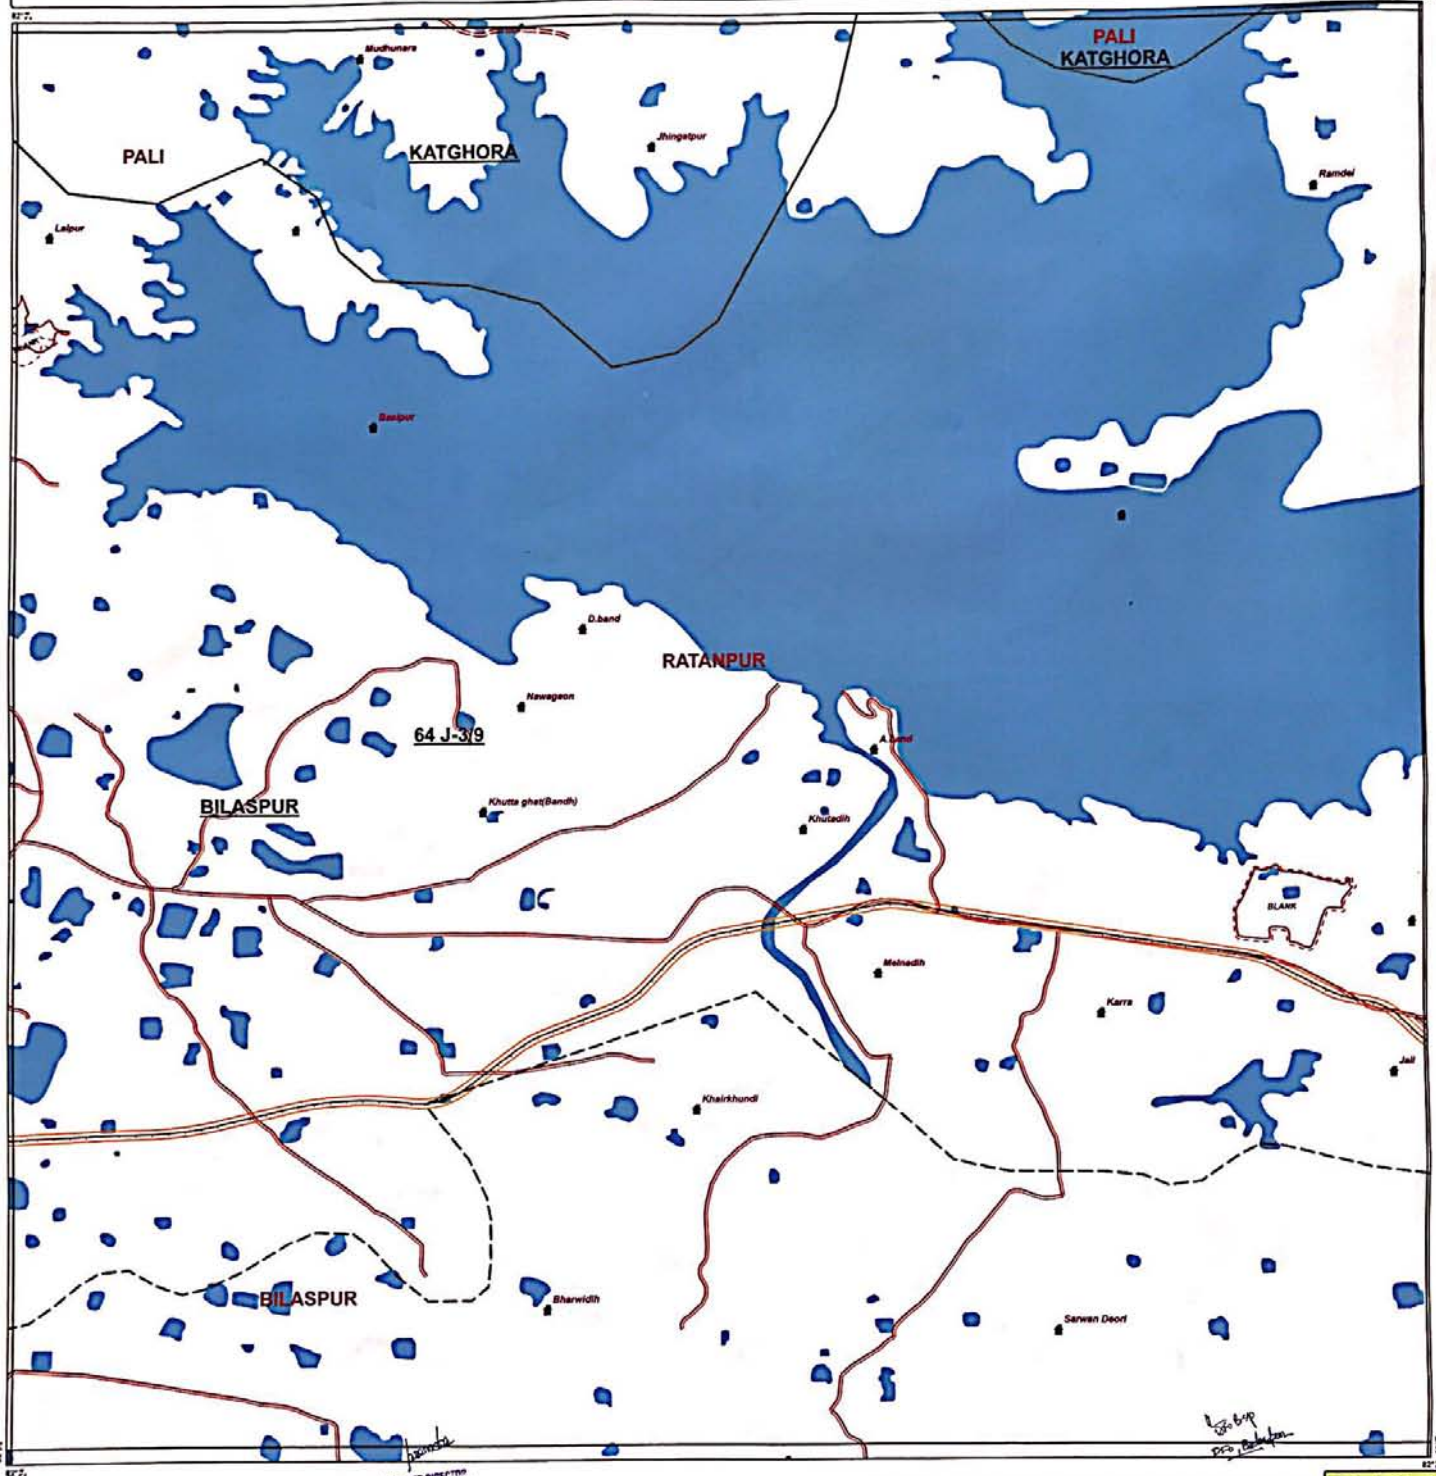 Mudhunara
PALI
KATGHORA
Jhingatpur
PALI
KATGHORA
Ramdei
Lalpur
Basipur
D.band
RATANPUR
Nawagaon
64 J-3/9
BILASPUR
Khutta ghat(Bandh)
Khutadih
BLANK
Melnadih
Karra
Jali
Khairkhundi
BILASPUR
Bharwidih
Sarwan Deori